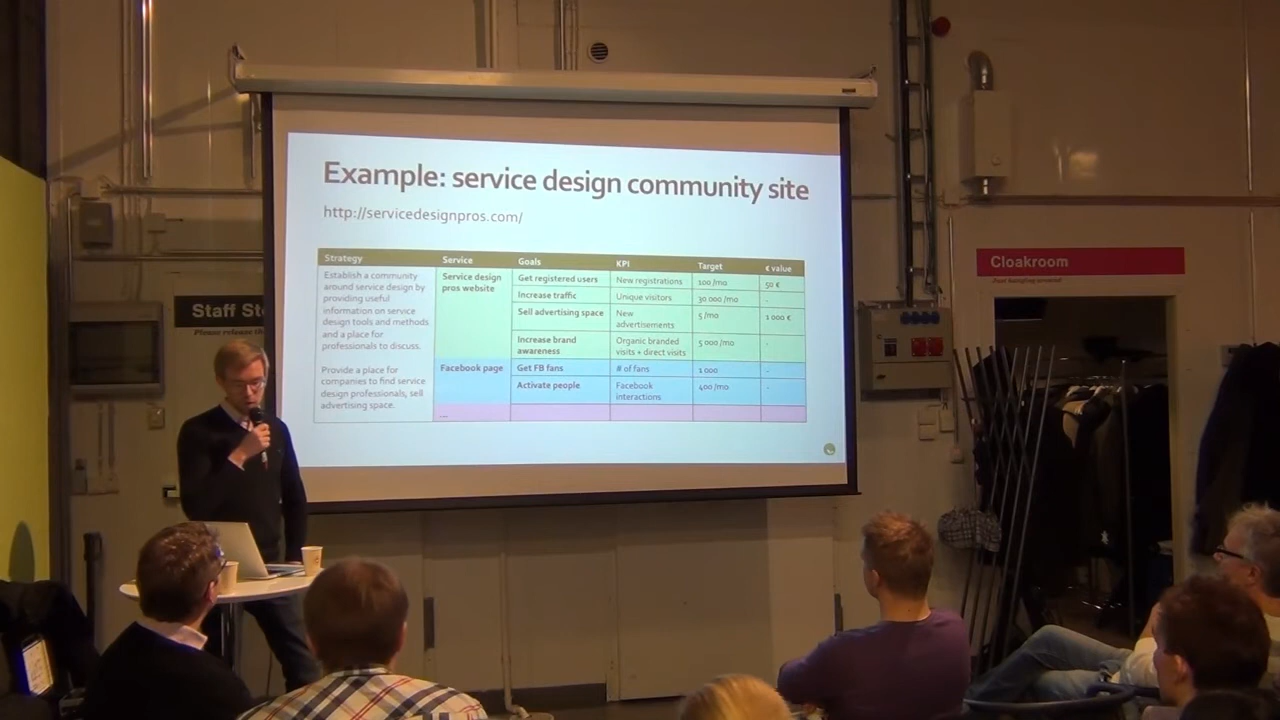 Example: service design community site
http://servicedesignpros.com/
Strategy Service Goals KPI Target € value
Establish a community
around service design by
providing useful
information on service
design tools and methods
and a place for
professionals to discuss.
Provide a place for
companies to find service
design professionals, sell
advertising space.
Service design
pros website
Get registered users New registrations 100 /mo 50 €
Increase traffic Unique visitors 30 000 /mo -
Sell advertising space New
advertisements 5 /mo 1 000 €
Increase brand
awareness Organic branded
visits + direct visits 5 000 /mo -
Facebook page Get FB fans # of fans 1 000 -
Activate people Facebook
interactions 400 /mo -
...
Staff Sto
Please release th
Cloakroom